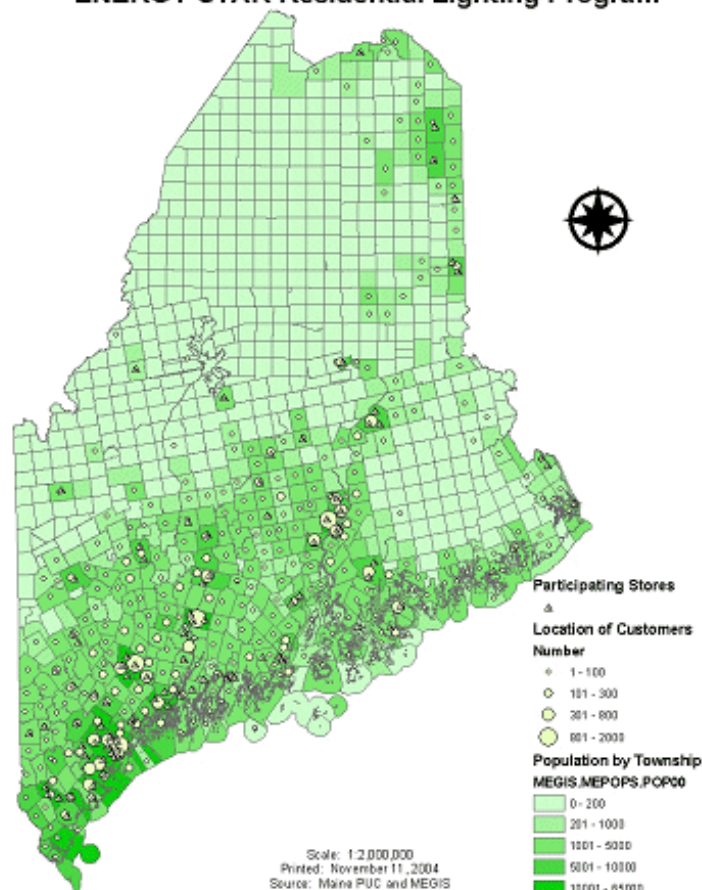 ENERGY STAR Residential Lighting Program
Participating Stores
Location of Customers
Number
1 - 100
101 - 300
301 - 800
801 - 2000
Population by Township
MEGIS.MEPOPS.POP00
0 - 200
201 - 1000
1001 - 5000
5001 - 10000
10001 - 65000
Scale: 1:2,000,000
Printed: November 11, 2004
Source: Maine PUC and MEGIS